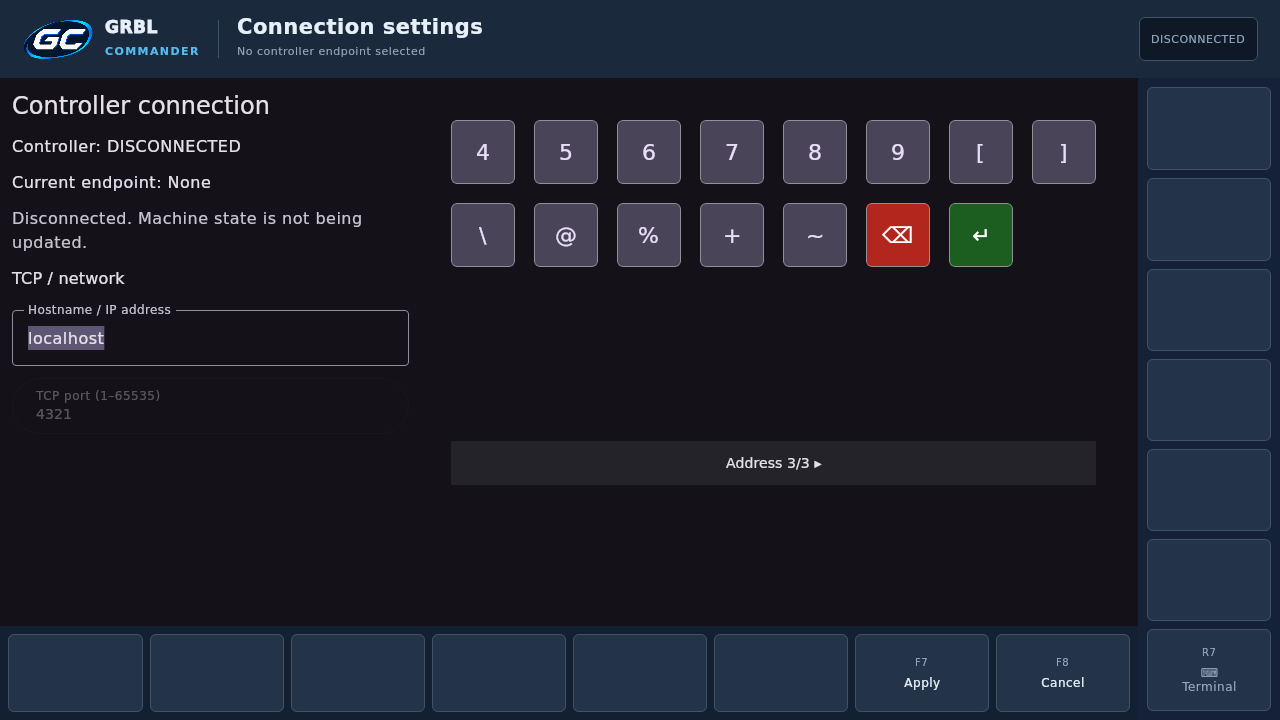 GC GRBL
COMMANDER
Connection settings
No controller endpoint selected
DISCONNECTED
Controller connection
Controller: DISCONNECTED
Current endpoint: None
Disconnected. Machine state is not being
updated.
TCP / network
Hostname / IP address
localhost
TCP port (1–65535)
4321
4 5 6 7 8 9 [ ]
\ @ % + ~ ⌫ ↵
Address 3/3 ▸
F7
Apply
F8
Cancel
R7
⌨
Terminal